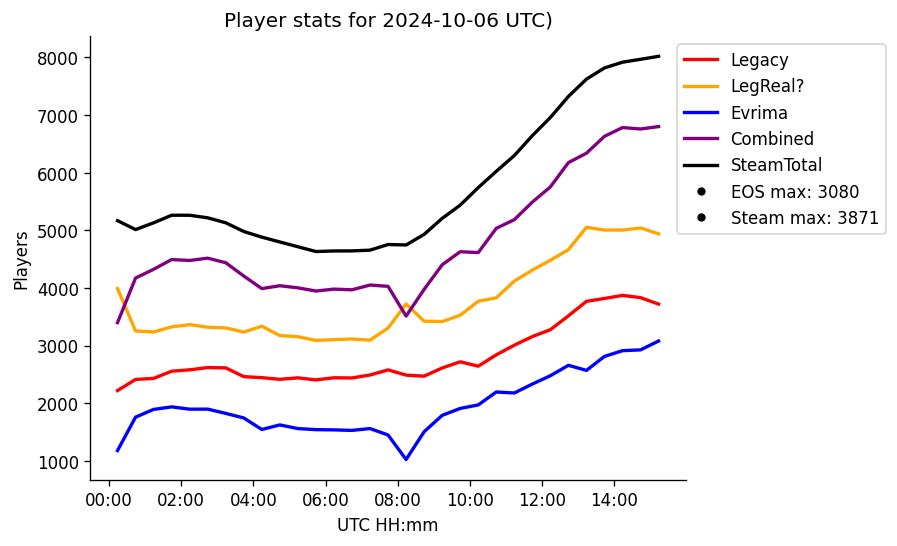 Player stats for 2024-10-06 UTC)
8000
7000
6000
5000
4000
3000
2000
1000
Players
00:00 02:00 04:00 06:00 08:00 10:00 12:00 14:00
UTC HH:mm
Legacy
LegReal?
Evrima
Combined
SteamTotal
EOS max: 3080
Steam max: 3871